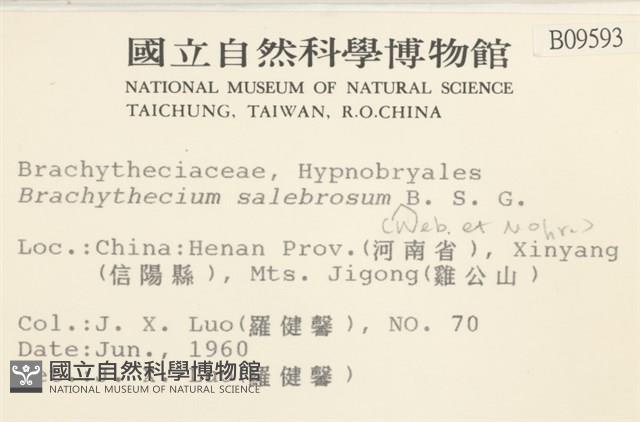 國立自然科學博物館
B09593
NATIONAL MUSEUM OF NATURAL SCIENCE
TAICHUNG, TAIWAN, R.O.CHINA
Brachytheciaceae, Hypnobryales
Brachythecium salebrosum B. S. G.
(Web. et Mohr.)
Loc.:China:Henan Prov.(河南省), Xinyang
(信陽縣), Mts. Jigong(雞公山)
Col.:J. X. Luo(羅健馨), NO. 70
Date:Jun., 1960
國立自然科學博物館
NATIONAL MUSEUM OF NATURAL SCIENCE
Luo(羅健馨)